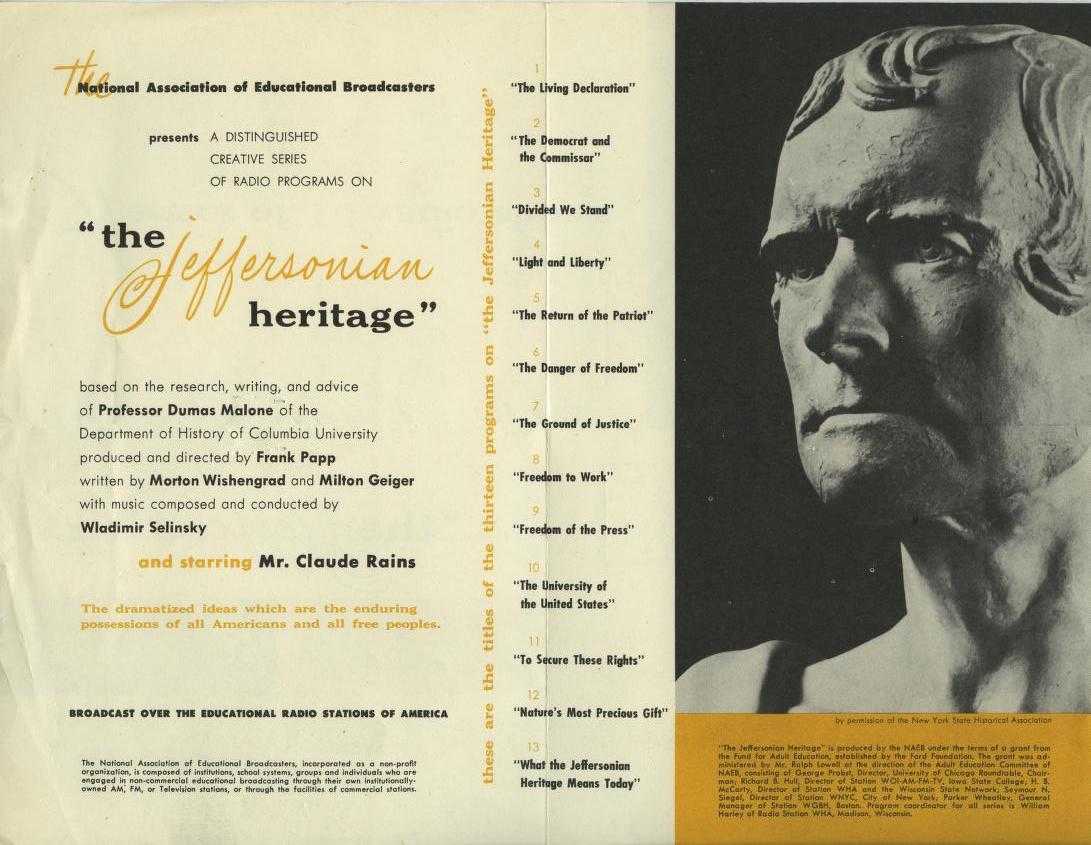 the
National Association of Educational Broadcasters
presents A DISTINGUISHED
CREATIVE SERIES
OF RADIO PROGRAMS ON
"the
Jeffersonian
heritage"
based on the research, writing, and advice
of Professor Dumas Malone of the
Department of History of Columbia University
produced and directed by Frank Papp
written by Morton Wishengrad and Milton Geiger
with music composed and conducted by
Wladimir Selinsky
and starring Mr. Claude Rains
The dramatized ideas which are the enduring
possessions of all Americans and all free peoples.
BROADCAST OVER THE EDUCATIONAL RADIO STATIONS OF AMERICA
The National Association of Educational Broadcasters, incorporated as a non-profit
organization, is composed of institutions, school systems, groups and individuals who are
engaged in non-commercial educational broadcasting through their own institutionally-
owned AM, FM, or Television stations, or through the facilities of commercial stations.
these are the titles of the thirteen programs on "the Jeffersonian Heritage"
1
"The Living Declaration"
2
"The Democrat and
the Commissar"
3
"Divided We Stand"
4
"Light and Liberty"
5
"The Return of the Patriot"
6
"The Danger of Freedom"
7
"The Ground of Justice"
8
"Freedom to Work"
9
"Freedom of the Press"
10
"The University of
the United States"
11
"To Secure These Rights"
12
"Nature's Most Precious Gift"
13
"What the Jeffersonian
Heritage Means Today"
by permission of the New York State Historical Association
"The Jeffersonian Heritage" is produced by the NAEB under the terms of a grant from
the Fund for Adult Education, established by the Ford Foundation. The grant was ad-
ministered by Mr. Ralph Lowell at the direction of the Adult Education Committee of
NAEB, consisting of George Probst, Director, University of Chicago Roundtable, Chair-
man; Richard B. Hull, Director of Station WOI-AM-FM-TV, Iowa State College, H. B.
McCarty, Director of Station WHA and the Wisconsin State Network; Seymour N.
Siegel, Director of Station WNYC, City of New York; Parker Wheatley, General
Manager of Station WGBH, Boston. Program coordinator for all series is William
Harley of Radio Station WHA, Madison, Wisconsin.